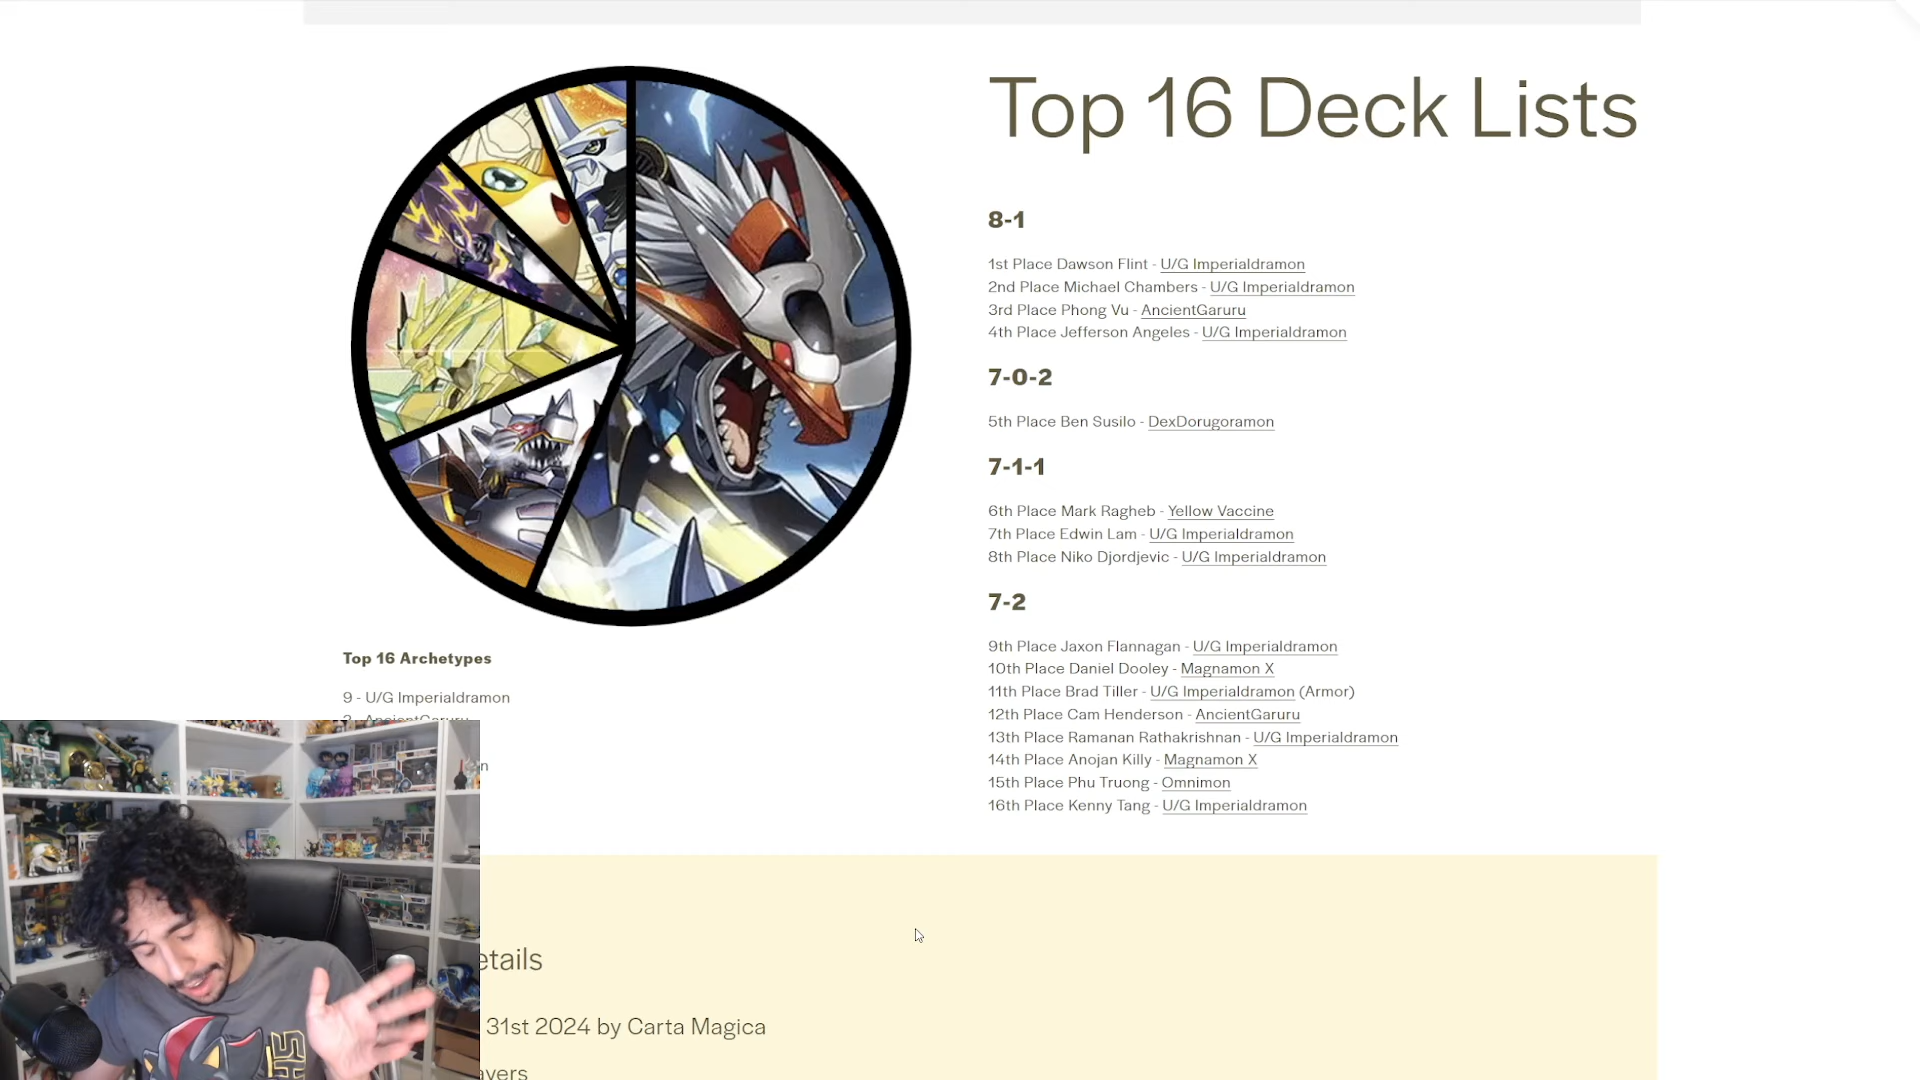 Top 16 Deck Lists
8-1
1st Place Dawson Flint - U/G Imperialdramon
2nd Place Michael Chambers - U/G Imperialdramon
3rd Place Phong Vu - AncientGaruru
4th Place Jefferson Angeles - U/G Imperialdramon
7-0-2
5th Place Ben Susilo - DexDorugoramon
7-1-1
6th Place Mark Ragheb - Yellow Vaccine
7th Place Edwin Lam - U/G Imperialdramon
8th Place Niko Djordjevic - U/G Imperialdramon
7-2
9th Place Jaxon Flannagan - U/G Imperialdramon
10th Place Daniel Dooley - Magnamon X
11th Place Brad Tiller - U/G Imperialdramon (Armor)
12th Place Cam Henderson - AncientGaruru
13th Place Ramanan Rathakrishnan - U/G Imperialdramon
14th Place Anojan Killy - Magnamon X
15th Place Phu Truong - Omnimon
16th Place Kenny Tang - U/G Imperialdramon
Top 16 Archetypes
9 - U/G Imperialdramon
etails
31st 2024 by Carta Magica
ayers